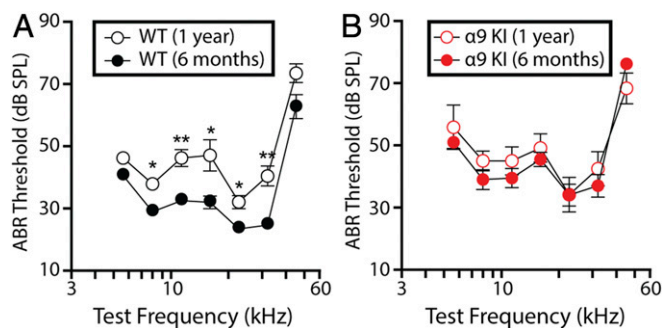 A
ABR Threshold (dB SPL)
90
70
50
30
10
WT (1 year)
WT (6 months)
*
**
*
*
**
3
10
60
Test Frequency (kHz)
B
ABR Threshold (dB SPL)
90
70
50
30
10
α9 KI (1 year)
α9 KI (6 months)
3
10
60
Test Frequency (kHz)